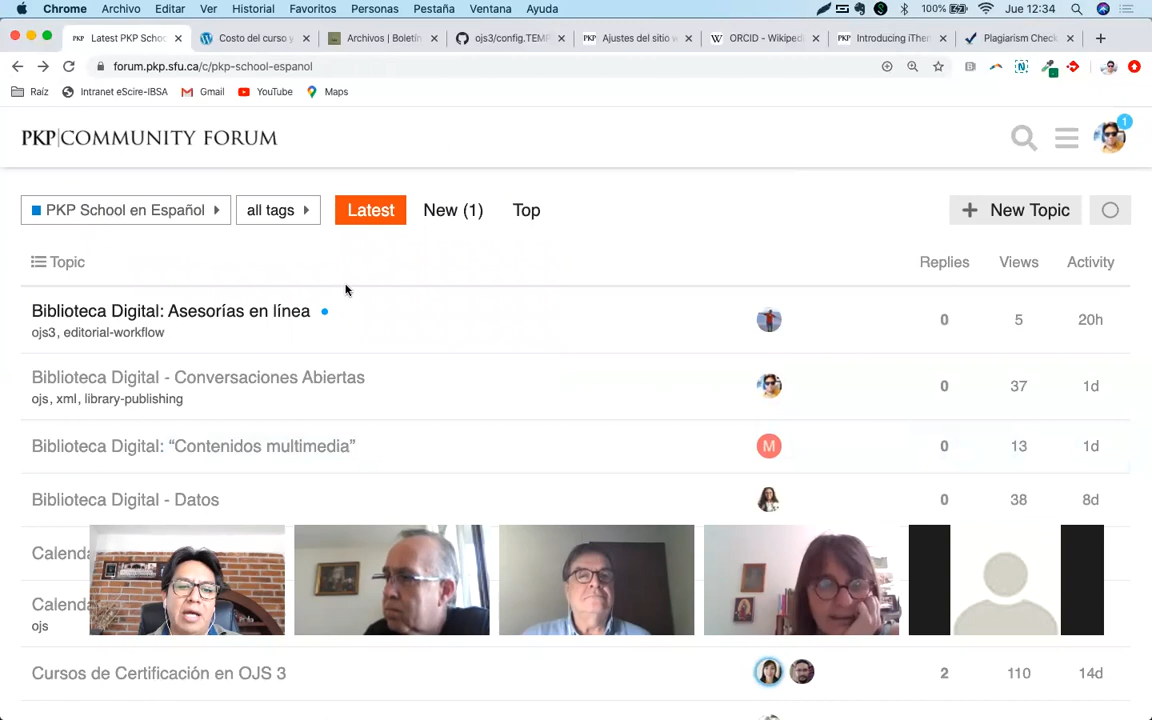 Chrome Archivo Editar Ver Historial Favoritos Personas Pestaña Ventana Ayuda 100% Jue 12:34
Latest PKP Schoo
Costo del curso y
Archivos | Boletín
ojs3/config.TEMP
Ajustes del sitio w
ORCID - Wikiped
Introducing iThen
Plagiarism Check
forum.pkp.sfu.ca/c/pkp-school-espanol
Raíz Intranet eScire-IBSA Gmail YouTube Maps
PKP|COMMUNITY FORUM
1
PKP School en Español all tags Latest New (1) Top + New Topic
Topic Replies Views Activity
Biblioteca Digital: Asesorías en línea 0 5 20h
ojs3, editorial-workflow
Biblioteca Digital - Conversaciones Abiertas 0 37 1d
ojs, xml, library-publishing
Biblioteca Digital: “Contenidos multimedia” M 0 13 1d
Biblioteca Digital - Datos 0 38 8d
Calenda
Calenda
ojs
Cursos de Certificación en OJS 3 2 110 14d